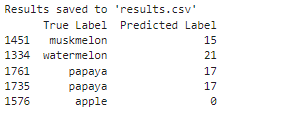 Results saved to 'results.csv'
True Label Predicted Label
1451 muskmelon 15
1334 watermelon 21
1761 papaya 17
1735 papaya 17
1576 apple 0